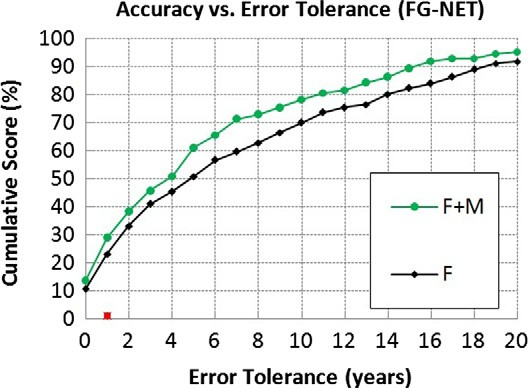 Accuracy vs. Error Tolerance (FG-NET)
100
90
80
70
60
50
40
30
20
10
0
Cumulative Score (%)
F+M
F
0 2 4 6 8 10 12 14 16 18 20
Error Tolerance (years)